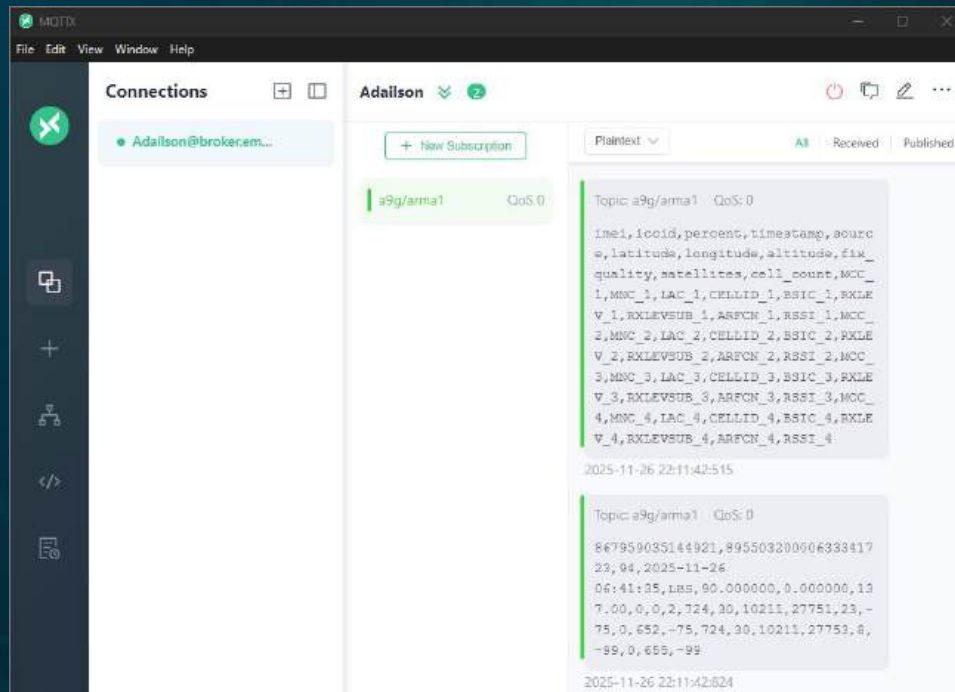 MQTTX
File Edit View Window Help
Connections
Adailson@broker.em...
Adailson 2
+ New Subscription
a9g/arma1 QoS 0
Plaintext
All Received Published
Topic: a9g/arma1 QoS: 0
imei,iccid,percent,timestamp,sourc
e,latitude,longitude,altitude,fix_
quality,satellites,cell_count,MCC_
1,MNC_1,LAC_1,CELLID_1,BSIC_1,RXLE
V_1,RXLEVSUB_1,ARFCN_1,RSSI_1,MCC_
2,MNC_2,LAC_2,CELLID_2,BSIC_2,RXLE
V_2,RXLEVSUB_2,ARFCN_2,RSSI_2,MCC_
3,MNC_3,LAC_3,CELLID_3,BSIC_3,RXLE
V_3,RXLEVSUB_3,ARFCN_3,RSSI_3,MCC_
4,MNC_4,LAC_4,CELLID_4,BSIC_4,RXLE
V_4,RXLEVSUB_4,ARFCN_4,RSSI_4
2025-11-26 22:11:42:515
Topic: a9g/arma1 QoS: 0
867959035144921,895503200006333417
23,94,2025-11-26
06:41:35,LBS,90.000000,0.000000,13
7.00,0,0,2,724,30,10211,27751,23,-
75,0,652,-75,724,30,10211,27753,8,
-99,0,655,-99
2025-11-26 22:11:42:824